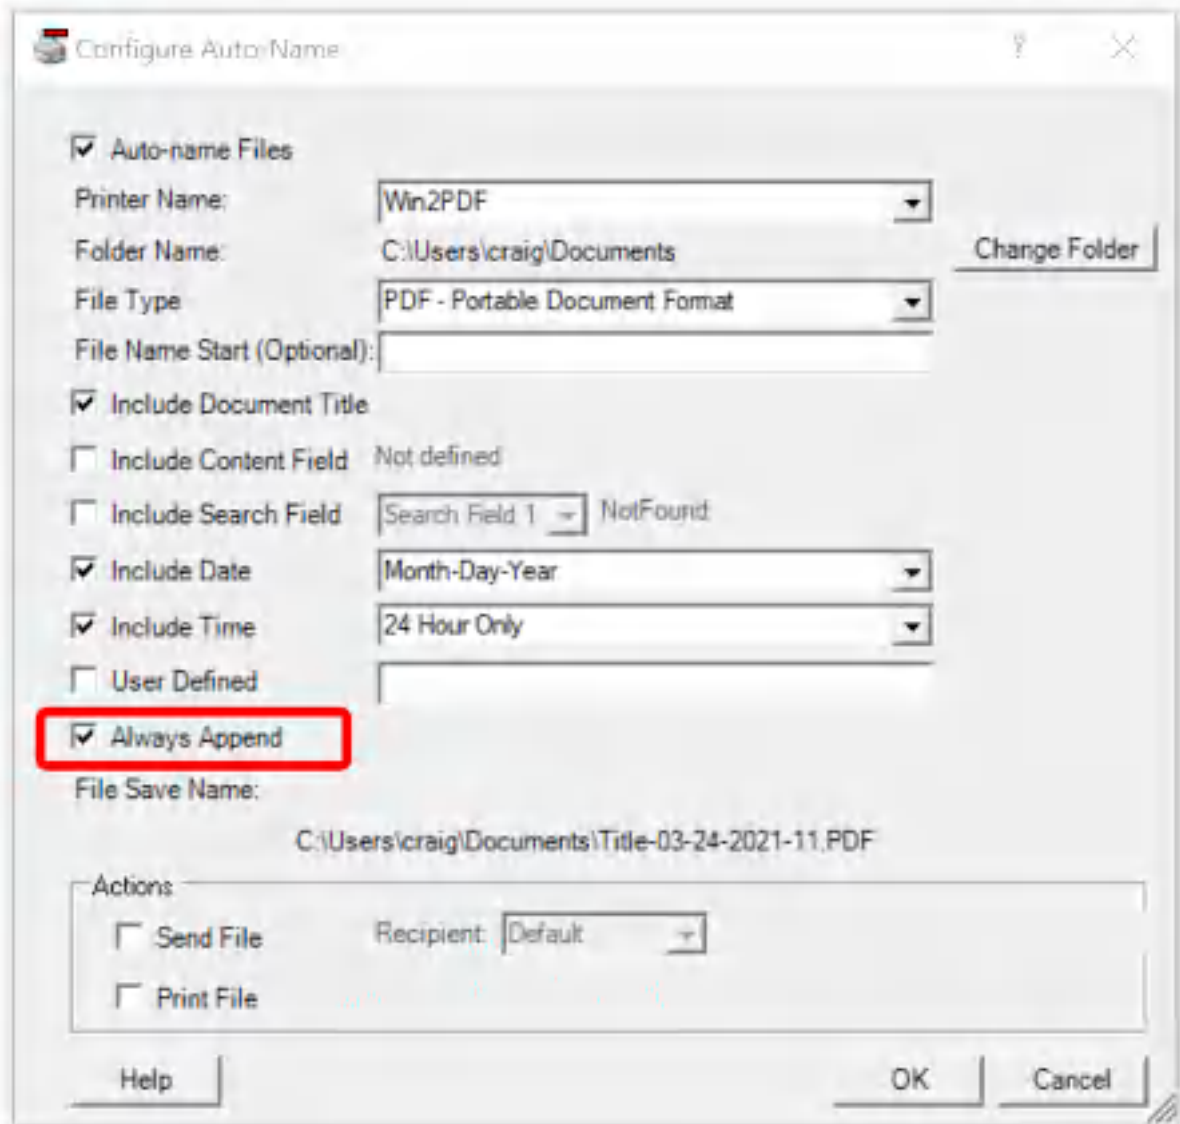 Configure Auto-Name ?
Auto-name Files
Printer Name: Win2PDF
Folder Name: C:\Users\craig\Documents Change Folder
File Type PDF - Portable Document Format
File Name Start (Optional):
Include Document Title
Include Content Field Not defined
Include Search Field Search Field 1 NotFound
Include Date Month-Day-Year
Include Time 24 Hour Only
User Defined
Always Append
File Save Name:
C:\Users\craig\Documents\Title-03-24-2021-11.PDF
Actions
Send File Recipient: Default
Print File
Help OK Cancel